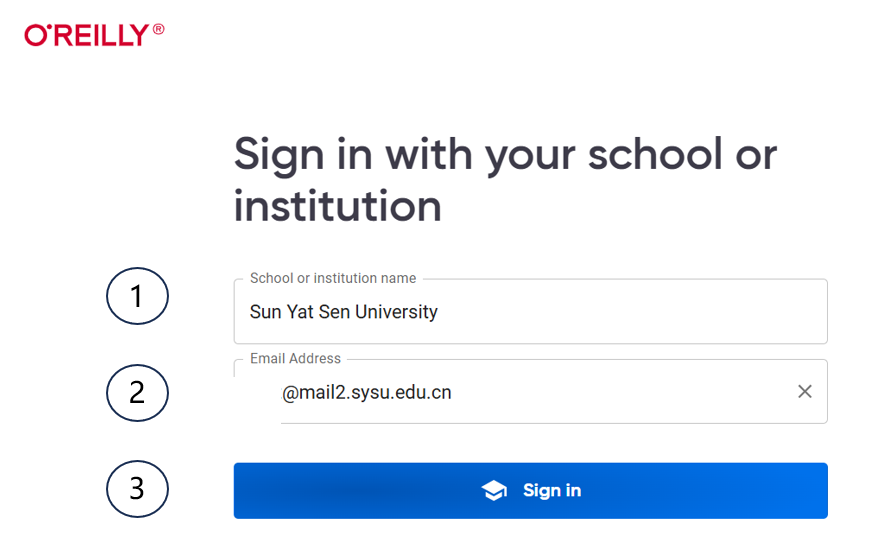 O'REILLY®
Sign in with your school or
institution
1
School or institution name
Sun Yat Sen University
2
Email Address
@mail2.sysu.edu.cn
3
Sign in